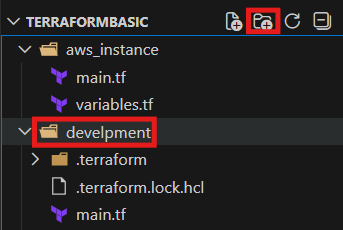 TERRAFORMBASIC
aws_instance
main.tf
variables.tf
develpment
.terraform
.terraform.lock.hcl
main.tf